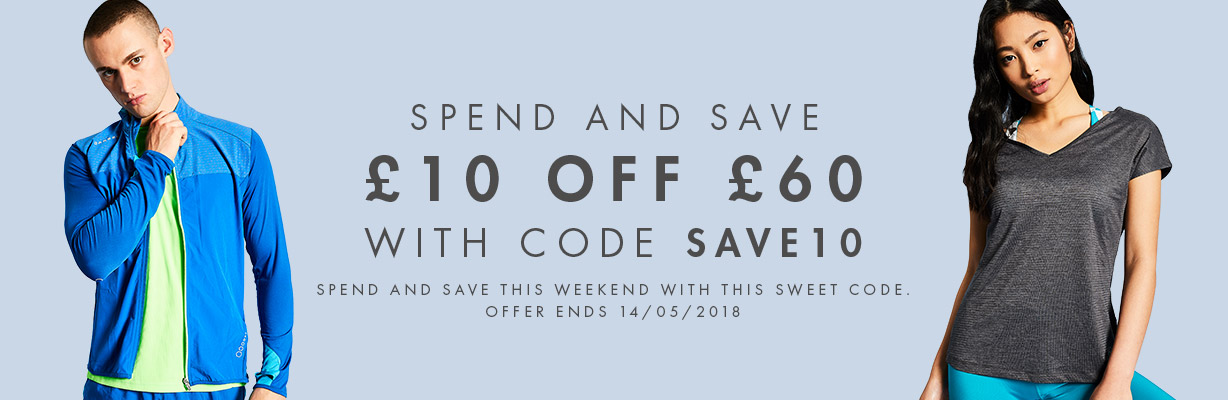 SPEND AND SAVE
£10 OFF £60
WITH CODE SAVE10
SPEND AND SAVE THIS WEEKEND WITH THIS SWEET CODE.
OFFER ENDS 14/05/2018